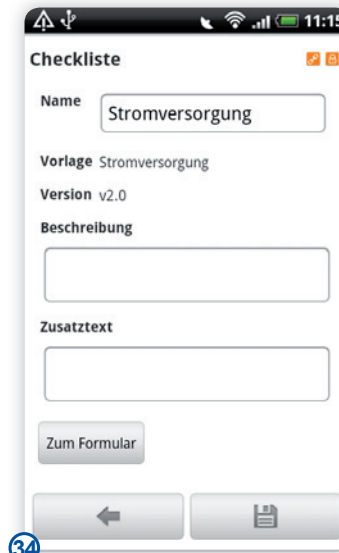 11:15
Checkliste
Name Stromversorgung
Vorlage Stromversorgung
Version v2.0
Beschreibung
Zusatztext
Zum Formular
34